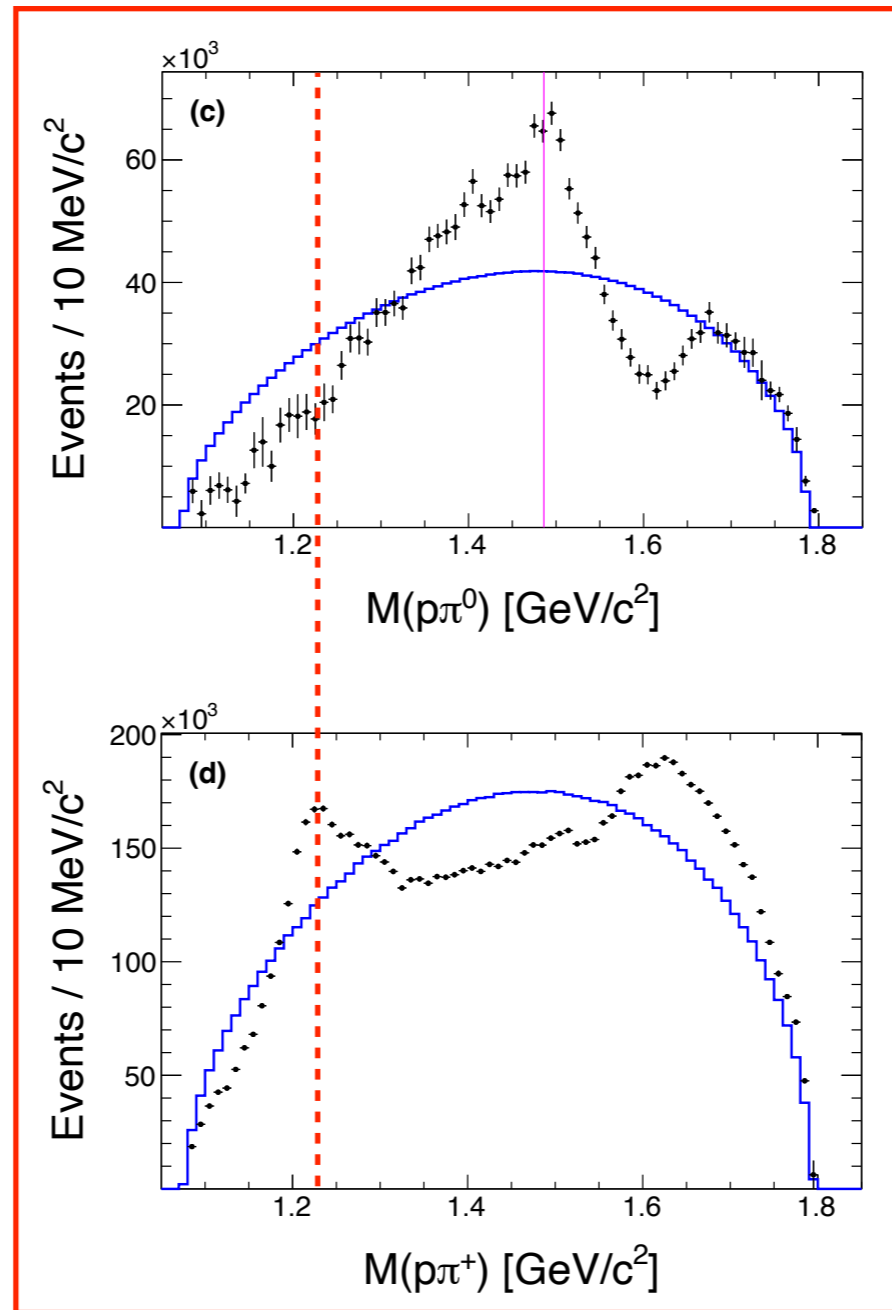 ×10³
(c)
60
40
20
Events / 10 MeV/c²
1.2 1.4 1.6 1.8
M(pπ⁰) [GeV/c²]
×10³
200
(d)
150
100
50
Events / 10 MeV/c²
1.2 1.4 1.6 1.8
M(pπ⁺) [GeV/c²]